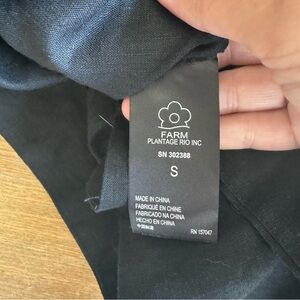 FARM
PLANTAGE RIO INC
SN 302388
S
MADE IN CHINA
FABRIQUÉ EN CHINE
FABRICADO NA CHINA
HECHO EN CHINA
中国制造
RN 157047